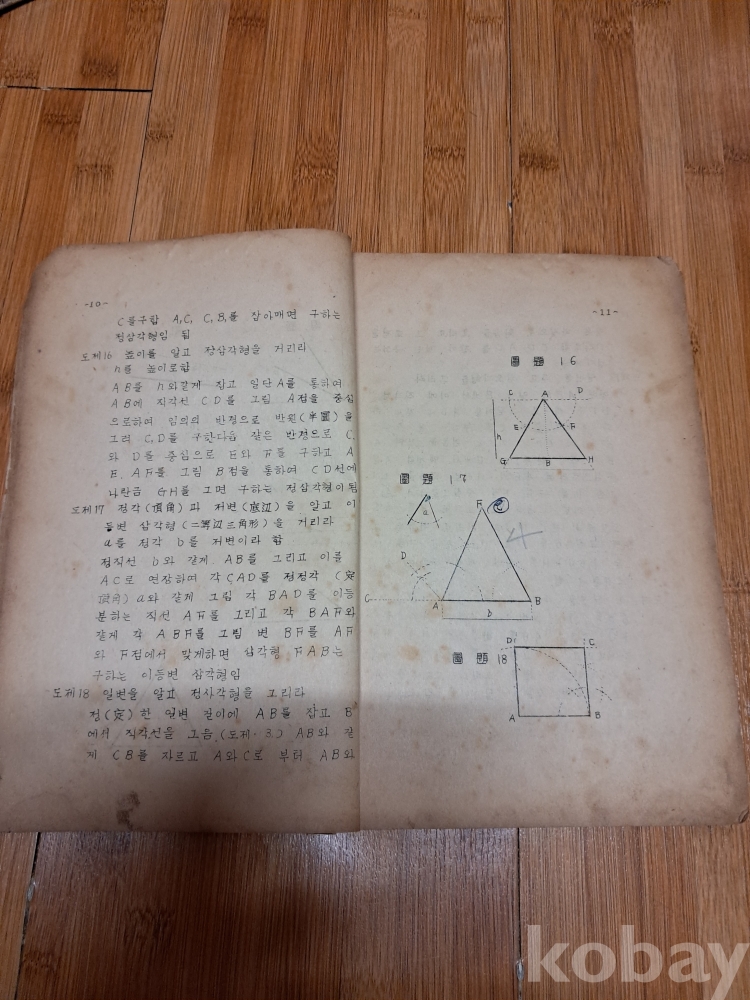 -10-
C를구합 A,C, C,B,를 잡아매면 구하는
정삼각형임 됨
도제16 높이를 알고 정삼각형을 거리라
h를 높이로합
AB를 h와같게 잡고 일단A를 통하여
AB에 직각선 CD를 그림 A점을 중심
으로하여 임의의 반경으로 반원(半圓)을
그려 C,D를 구한다음 같은 반경으로 C,
와 D를 중심으로 E와 F를 구하고 A
E, AF를 그림 B점을 통하여 CD선에
나란큼 GH를 그면 구하는 정삼각형이됨
도제17 정각(頂角)과 저변(底辺)을 알고 이
등변 삼각형(二等辺三角形)을 거리라
a를 정각 b를 저변이라 함
정직선 b와 같게 AB를 그리고 이를
AC로 연장하여 각CAD를 정정각 (定
頂角) a와 같게 그림 각 BAD를 이등
분하는 직선 AF를 그리고 각 BAF와
같게 각 ABF를 그림 변 BF를 AF
와 F점에서 맞게하면 삼각형 FAB는
구하는 이등변 삼각형임
도제18 일변을 알고 정사각형을 그리라
정(定)한 일변 길이에 AB를 잡고 B
에서 직각선을 그음,(도제·3.) AB와 같
게 CB를 자르고 A와C로 부터 AB와
-11-
圖題16
C A D
h E F
G B H
圖題17
a
F
4
D
C A B
b
圖題18
D C
A B
kobay